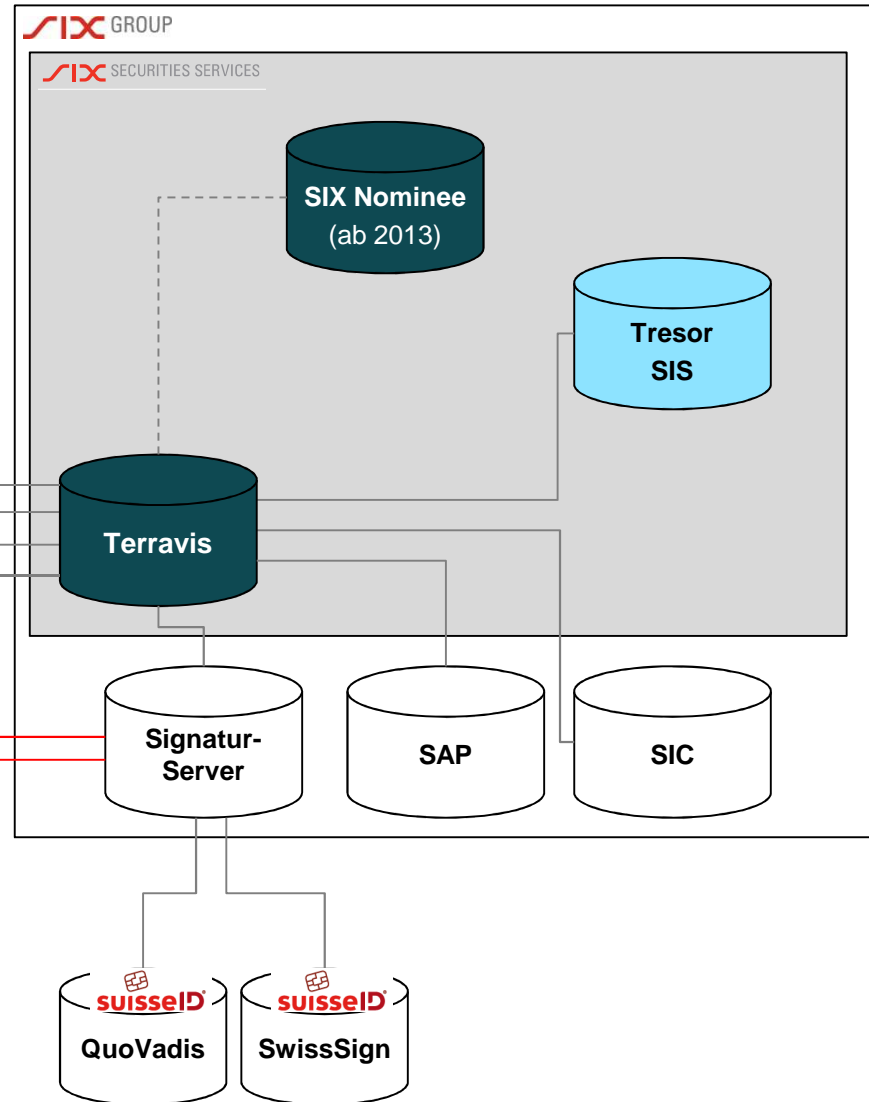 SIX GROUP
SIX SECURITIES SERVICES
SIX Nominee
(ab 2013)
Tresor
SIS
Terravis
Signatur-
Server
SAP
SIC
suisseID
suisseID
QuoVadis
SwissSign